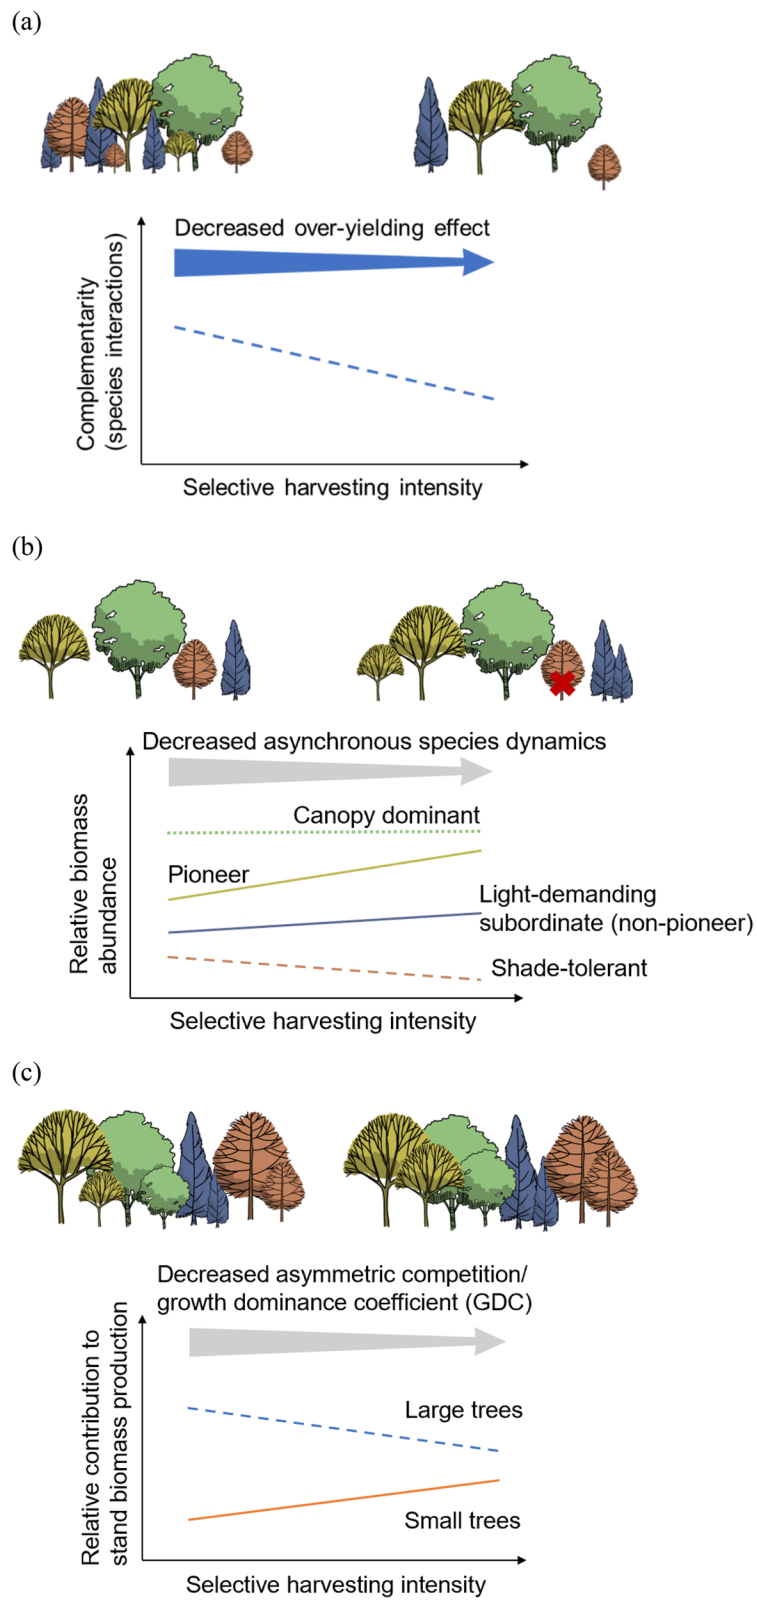 (a)
Decreased over-yielding effect
Complementarity
(species interactions)
Selective harvesting intensity
(b)
Decreased asynchronous species dynamics
Relative biomass
abundance
Canopy dominant
Pioneer
Light-demanding
subordinate (non-pioneer)
Shade-tolerant
Selective harvesting intensity
(c)
Decreased asymmetric competition/
growth dominance coefficient (GDC)
Relative contribution to
stand biomass production
Large trees
Small trees
Selective harvesting intensity